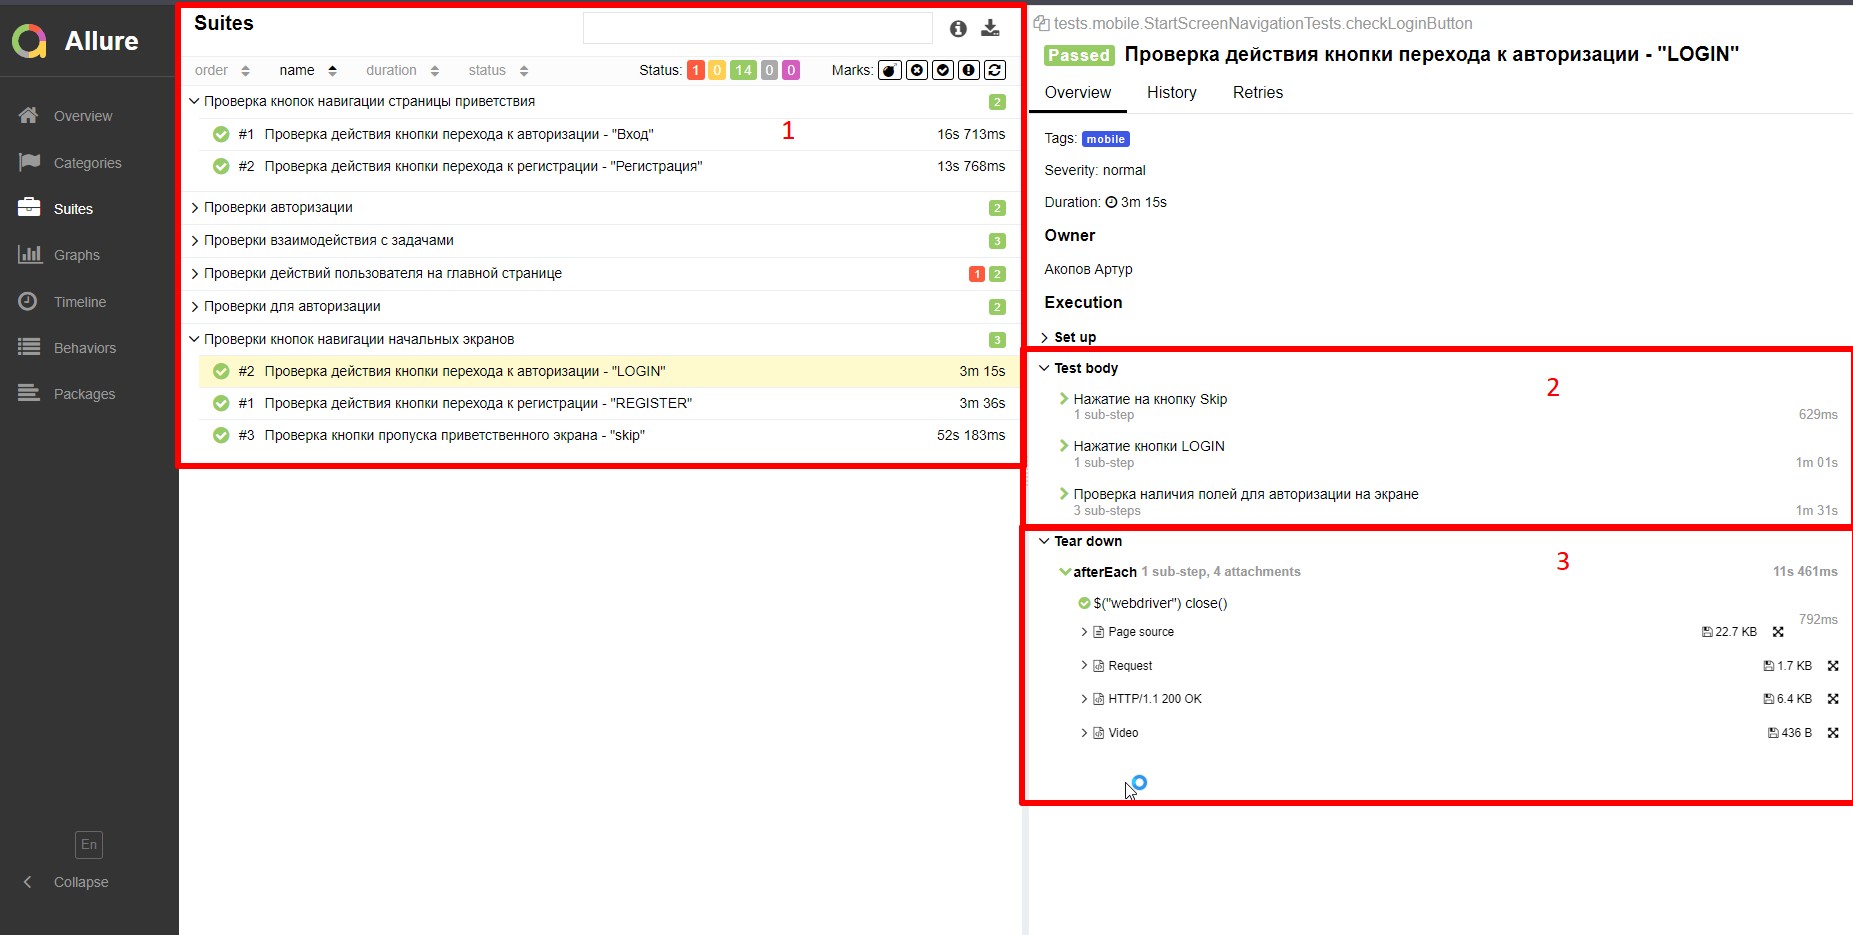 Allure
Overview
Categories
Suites
Graphs
Timeline
Behaviors
Packages
En
Collapse
Suites
order name duration status Status: 1 0 14 0 0 Marks:
Проверка кнопок навигации страницы приветствия 2
1
#1 Проверка действия кнопки перехода к авторизации - "Вход" 16s 713ms
#2 Проверка действия кнопки перехода к регистрации - "Регистрация" 13s 768ms
Проверки авторизации 2
Проверки взаимодействия с задачами 3
Проверки действий пользователя на главной странице 1 2
Проверки для авторизации 2
Проверки кнопок навигации начальных экранов 3
#2 Проверка действия кнопки перехода к авторизации - "LOGIN" 3m 15s
#1 Проверка действия кнопки перехода к регистрации - "REGISTER" 3m 36s
#3 Проверка кнопки пропуска приветственного экрана - "skip" 52s 183ms
tests.mobile.StartScreenNavigationTests.checkLoginButton
Passed Проверка действия кнопки перехода к авторизации - "LOGIN"
Overview History Retries
Tags: mobile
Severity: normal
Duration: 3m 15s
Owner
Акопов Артур
Execution
Set up
Test body
2
Нажатие на кнопку Skip
1 sub-step 629ms
Нажатие кнопки LOGIN
1 sub-step 1m 01s
Проверка наличия полей для авторизации на экране
3 sub-steps 1m 31s
Tear down
3
afterEach 1 sub-step, 4 attachments 11s 461ms
$("webdriver") close()
792ms
Page source 22.7 KB
Request 1.7 KB
HTTP/1.1 200 OK 6.4 KB
Video 436 B